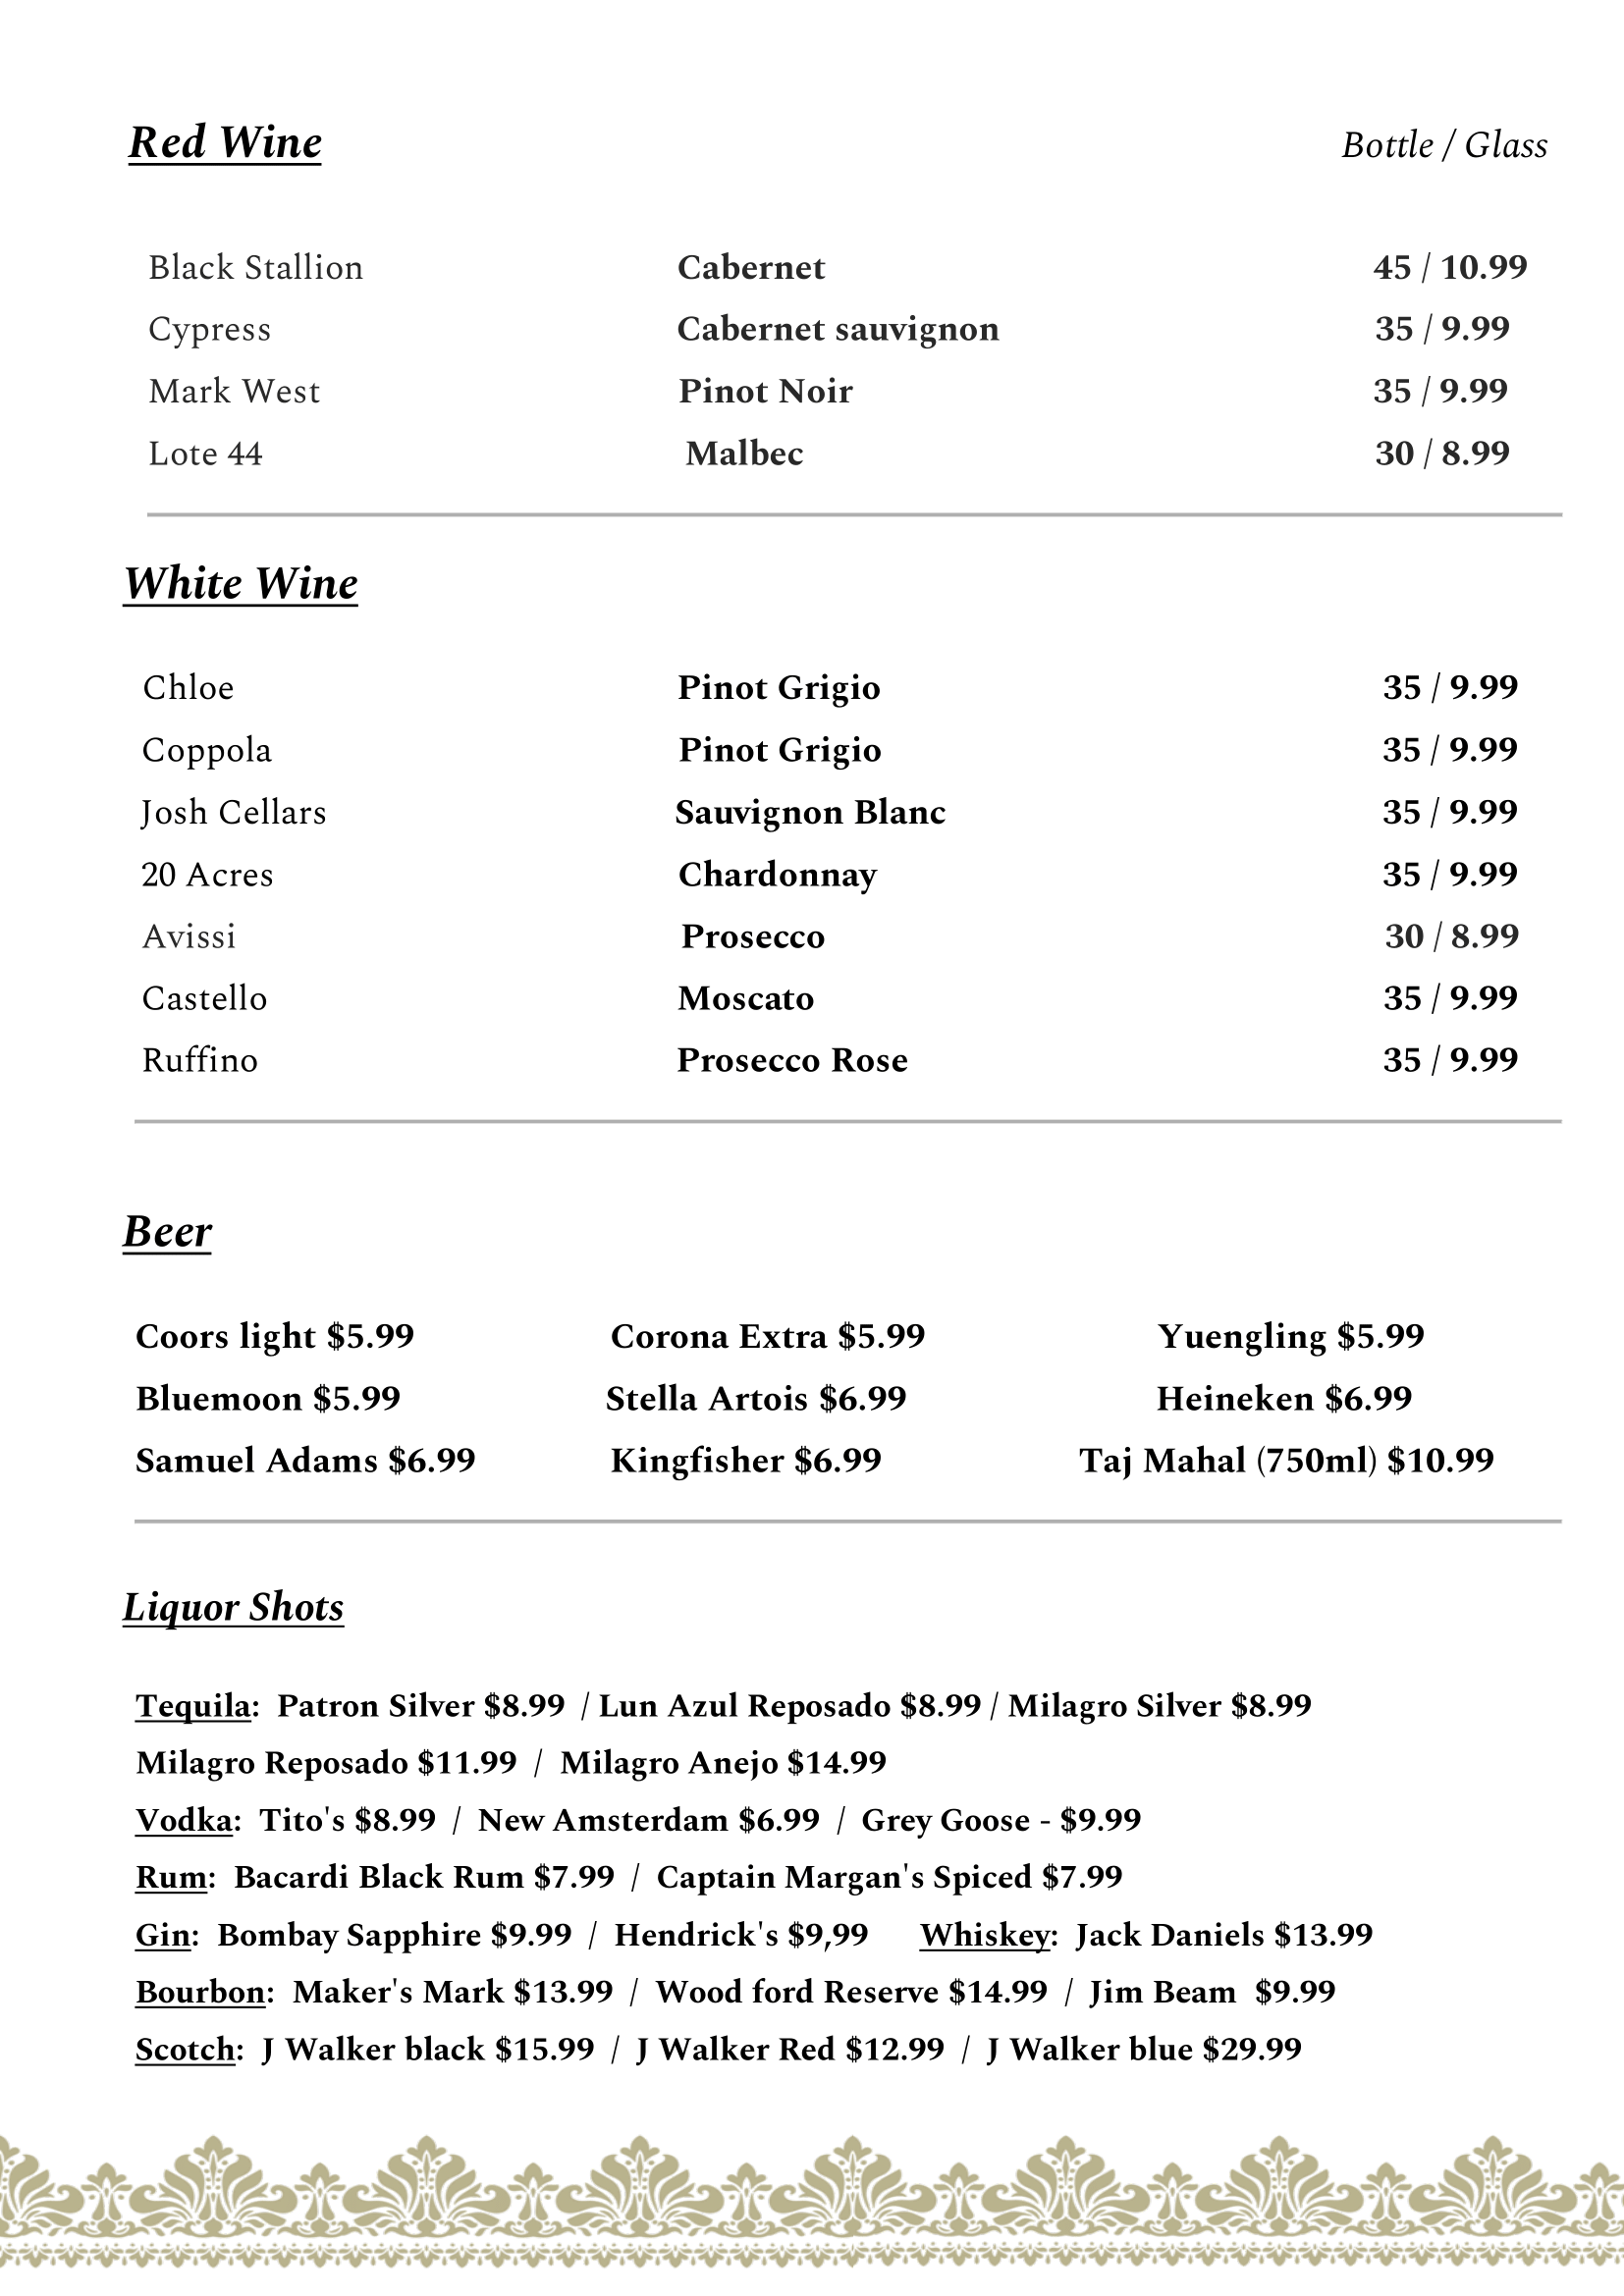 Red Wine Bottle / Glass
Black Stallion Cabernet 45 / 10.99
Cypress Cabernet sauvignon 35 / 9.99
Mark West Pinot Noir 35 / 9.99
Lote 44 Malbec 30 / 8.99
White Wine
Chloe Pinot Grigio 35 / 9.99
Coppola Pinot Grigio 35 / 9.99
Josh Cellars Sauvignon Blanc 35 / 9.99
20 Acres Chardonnay 35 / 9.99
Avissi Prosecco 30 / 8.99
Castello Moscato 35 / 9.99
Ruffino Prosecco Rose 35 / 9.99
Beer
Coors light $5.99 Corona Extra $5.99 Yuengling $5.99
Bluemoon $5.99 Stella Artois $6.99 Heineken $6.99
Samuel Adams $6.99 Kingfisher $6.99 Taj Mahal (750ml) $10.99
Liquor Shots
Tequila: Patron Silver $8.99 / Lun Azul Reposado $8.99 / Milagro Silver $8.99
Milagro Reposado $11.99 / Milagro Anejo $14.99
Vodka: Tito's $8.99 / New Amsterdam $6.99 / Grey Goose - $9.99
Rum: Bacardi Black Rum $7.99 / Captain Margan's Spiced $7.99
Gin: Bombay Sapphire $9.99 / Hendrick's $9,99 Whiskey: Jack Daniels $13.99
Bourbon: Maker's Mark $13.99 / Wood ford Reserve $14.99 / Jim Beam $9.99
Scotch: J Walker black $15.99 / J Walker Red $12.99 / J Walker blue $29.99